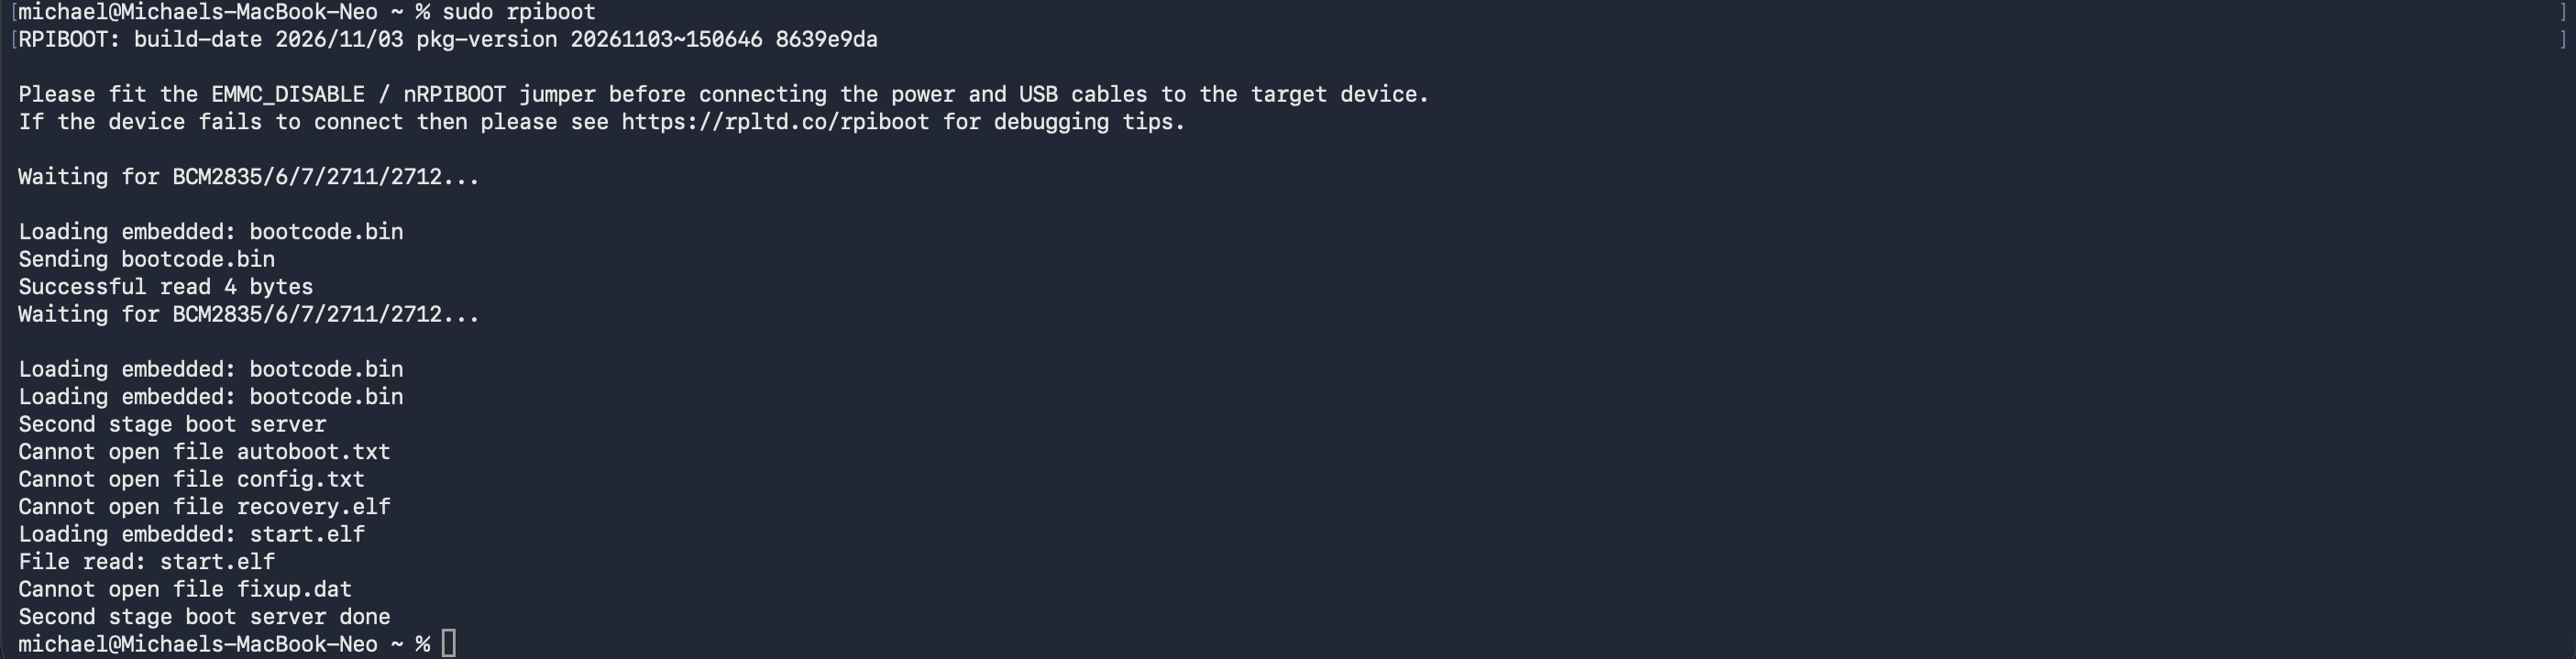 [michael@Michaels-MacBook-Neo ~ % sudo rpiboot ]
[RPIBOOT: build-date 2026/11/03 pkg-version 20261103~150646 8639e9da ]
Please fit the EMMC_DISABLE / nRPIBOOT jumper before connecting the power and USB cables to the target device.
If the device fails to connect then please see https://rpltd.co/rpiboot for debugging tips.
Waiting for BCM2835/6/7/2711/2712...
Loading embedded: bootcode.bin
Sending bootcode.bin
Successful read 4 bytes
Waiting for BCM2835/6/7/2711/2712...
Loading embedded: bootcode.bin
Loading embedded: bootcode.bin
Second stage boot server
Cannot open file autoboot.txt
Cannot open file config.txt
Cannot open file recovery.elf
Loading embedded: start.elf
File read: start.elf
Cannot open file fixup.dat
Second stage boot server done
michael@Michaels-MacBook-Neo ~ %